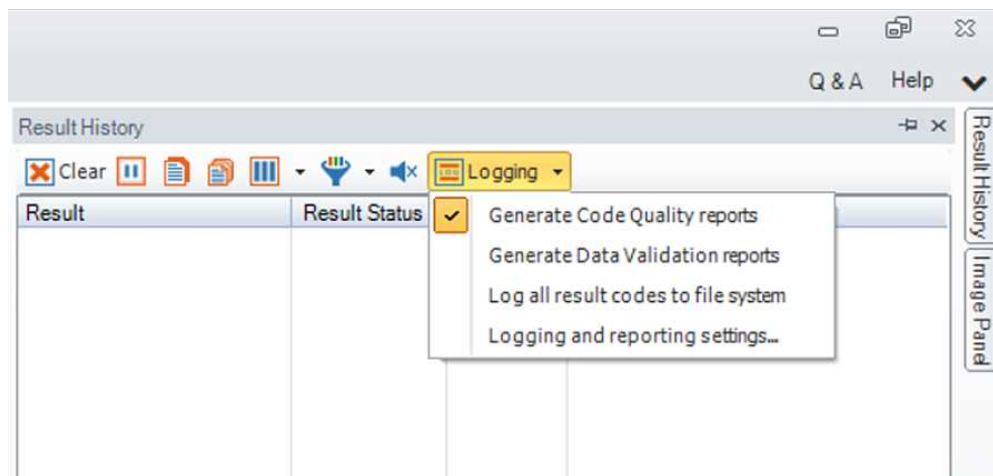 Q & A Help
Result History
Clear Logging
Result Result Status
Generate Code Quality reports
Generate Data Validation reports
Log all result codes to file system
Logging and reporting settings...
Result History
Image Panel